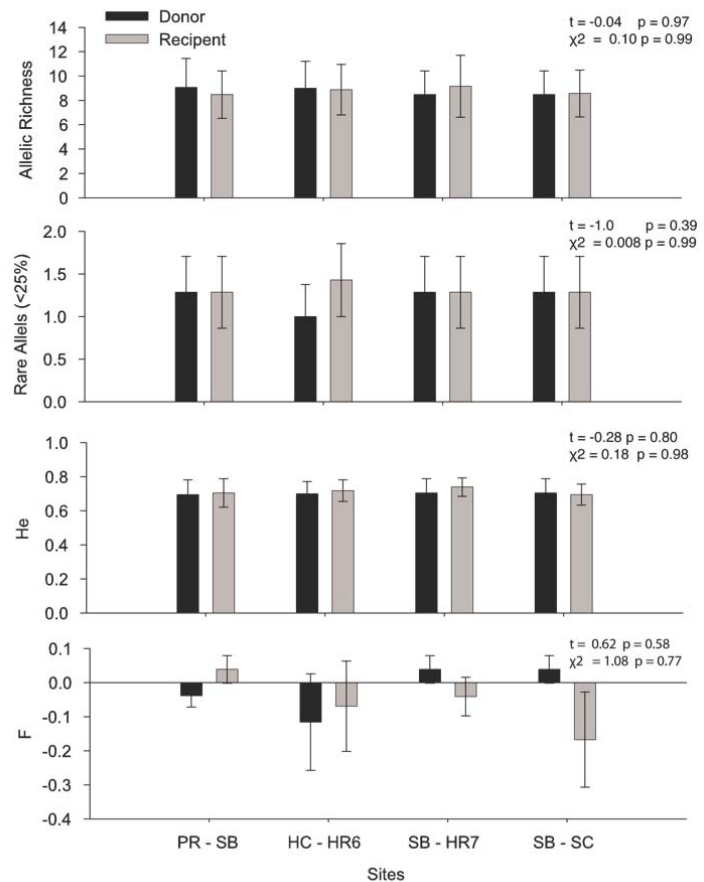 Donor
Recipent
t = -0.04 p = 0.97
χ2 = 0.10 p = 0.99
14
12
10
8
6
4
2
0
Allelic Richness
t = -1.0 p = 0.39
χ2 = 0.008 p = 0.99
2.0
1.5
1.0
0.5
0.0
Rare Allels (<25%)
t = -0.28 p = 0.80
χ2 = 0.18 p = 0.98
1.0
0.8
0.6
0.4
0.2
0.0
He
t = 0.62 p = 0.58
χ2 = 1.08 p = 0.77
0.1
0.0
-0.1
-0.2
-0.3
-0.4
F
PR - SB HC - HR6 SB - HR7 SB - SC
Sites